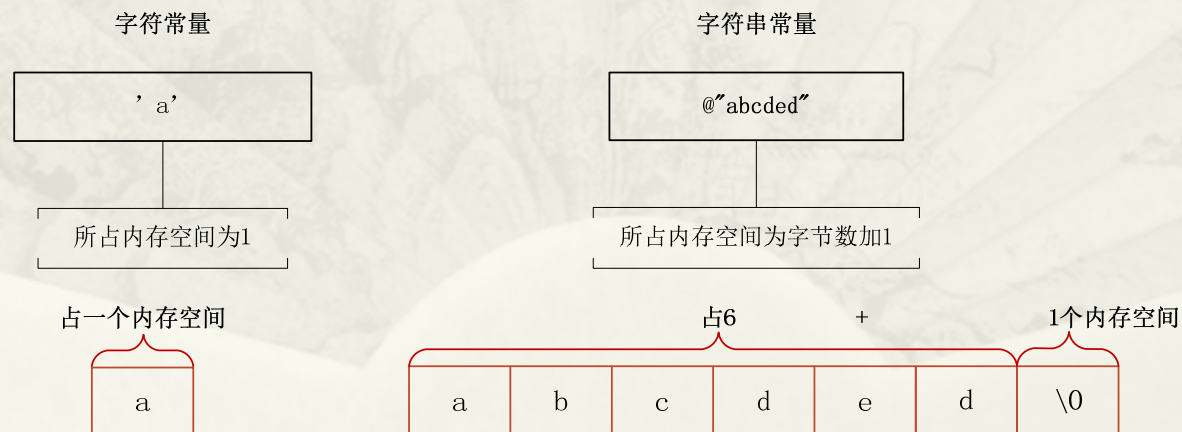 字符常量
字符串常量
’a’
@"abcded"
所占内存空间为1
所占内存空间为字节数加1
占一个内存空间
占6 + 1个内存空间
a
a b c d e d \0